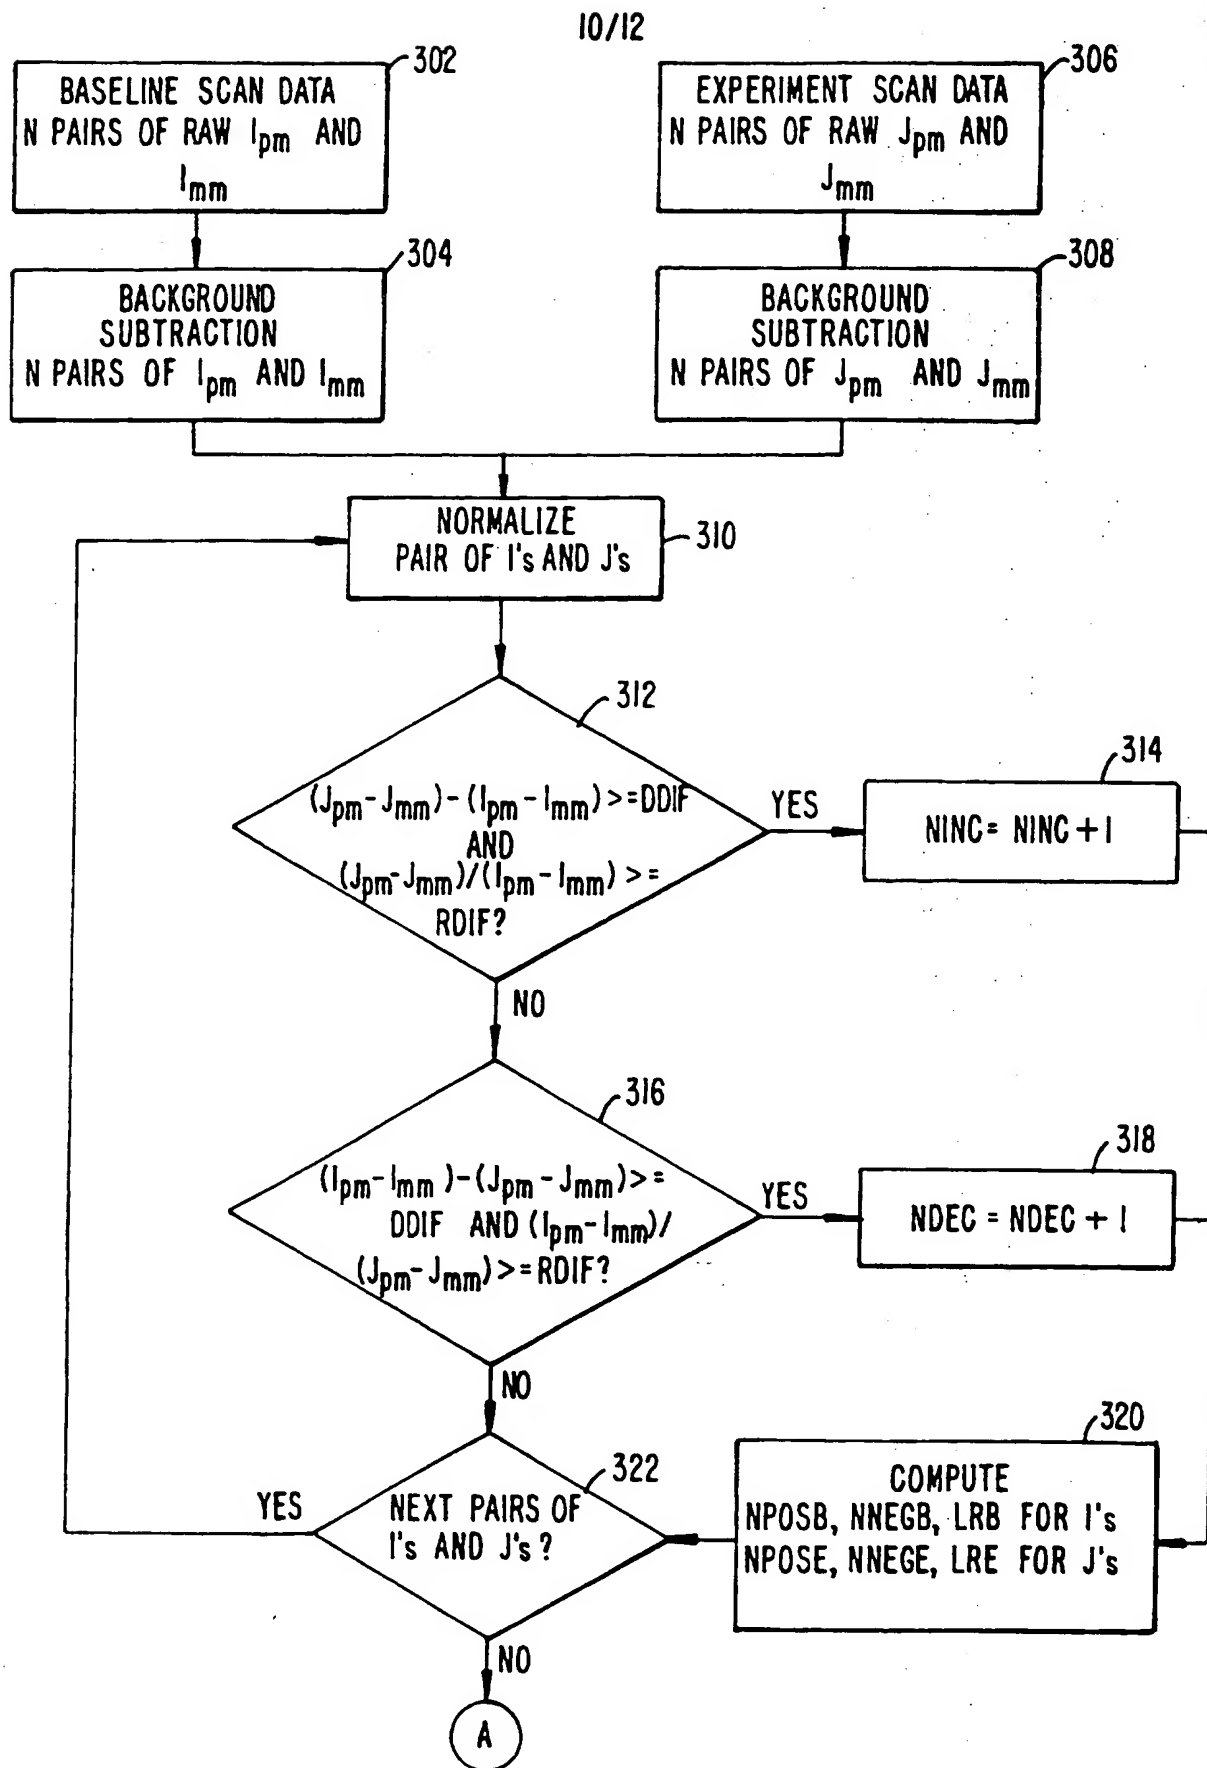 10/12
302
BASELINE SCAN DATA
N PAIRS OF RAW Ipm AND
Imm
306
EXPERIMENT SCAN DATA
N PAIRS OF RAW Jpm AND
Jmm
304
BACKGROUND
SUBTRACTION
N PAIRS OF Ipm AND Imm
308
BACKGROUND
SUBTRACTION
N PAIRS OF Jpm AND Jmm
NORMALIZE
PAIR OF I's AND J's
310
312
(Jpm-Jmm)-(Ipm-Imm)>=DDIF
AND
(Jpm-Jmm)/(Ipm-Imm)>=
RDIF?
YES
314
NINC= NINC+1
NO
316
(Ipm-Imm)-(Jpm-Jmm)>=
DDIF AND (Ipm-Imm)/
(Jpm-Jmm)>=RDIF?
YES
318
NDEC = NDEC + 1
NO
322
NEXT PAIRS OF
I's AND J's?
YES
320
COMPUTE
NPOSB, NNEGB, LRB FOR I's
NPOSE, NNEGE, LRE FOR J's
NO
A